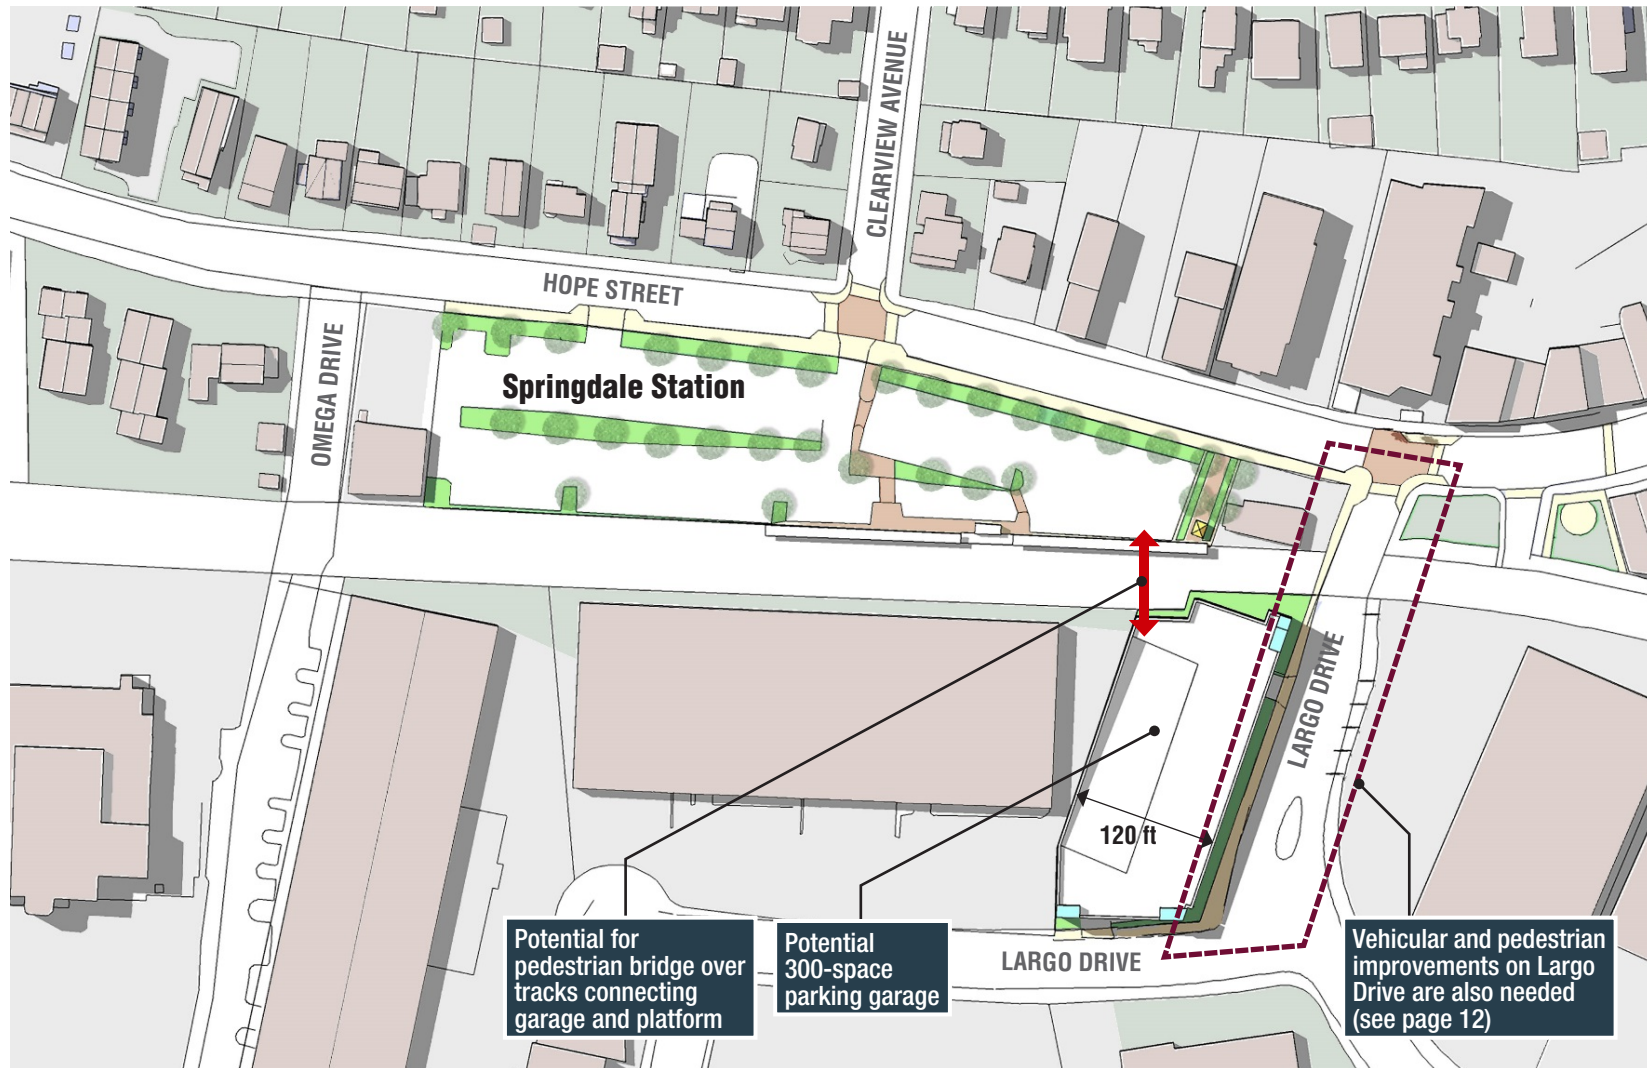 CLEARVIEW AVENUE
HOPE STREET
OMEGA DRIVE
Springdale Station
LARGO DRIVE
120 ft
LARGO DRIVE
Potential for
pedestrian bridge over
tracks connecting
garage and platform
Potential
300-space
parking garage
Vehicular and pedestrian
improvements on Largo
Drive are also needed
(see page 12)